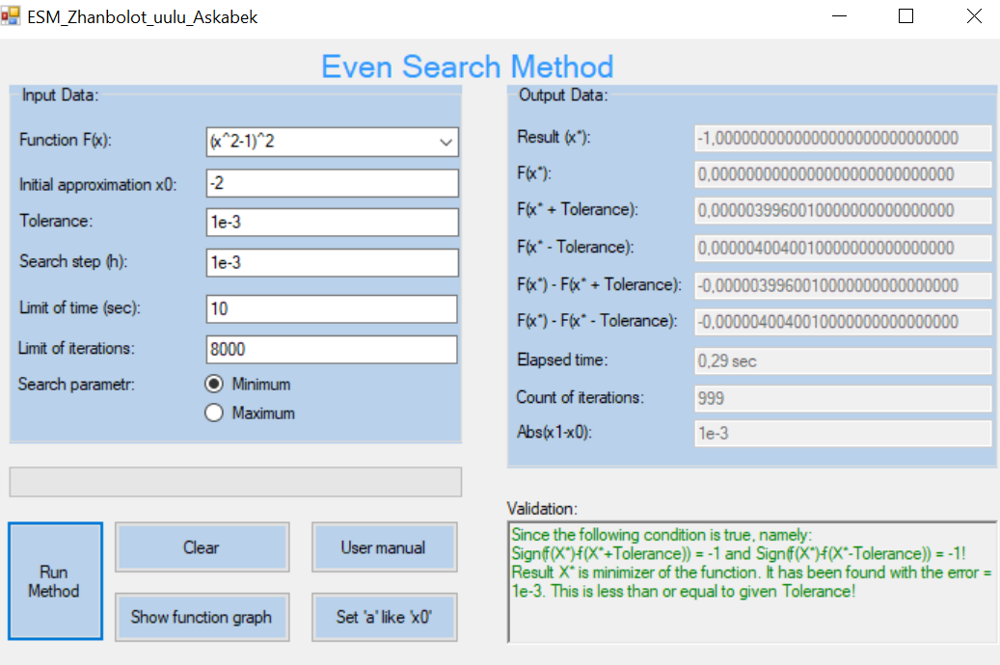 ESM_Zhanbolot_uulu_Askabek
Even Search Method
Input Data:
Function F(x): (x^2-1)^2
Initial approximation x0: -2
Tolerance: 1e-3
Search step (h): 1e-3
Limit of time (sec): 10
Limit of iterations: 8000
Search parametr: Minimum
Maximum
Run
Method
Clear
User manual
Show function graph
Set 'a' like 'x0'
Output Data:
Result (x*): -1,0000000000000000000000000000
F(x*): 0,0000000000000000000000000000
F(x* + Tolerance): 0,0000039960010000000000000000
F(x* - Tolerance): 0,0000040040010000000000000000
F(x*) - F(x* + Tolerance): -0,0000039960010000000000000000
F(x*) - F(x* - Tolerance): -0,0000040040010000000000000000
Elapsed time: 0,29 sec
Count of iterations: 999
Abs(x1-x0): 1e-3
Validation:
Since the following condition is true, namely:
Sign(f(X*)-f(X*+Tolerance)) = -1 and Sign(f(X*)-f(X*-Tolerance)) = -1!
Result X* is minimizer of the function. It has been found with the error =
1e-3. This is less than or equal to given Tolerance!